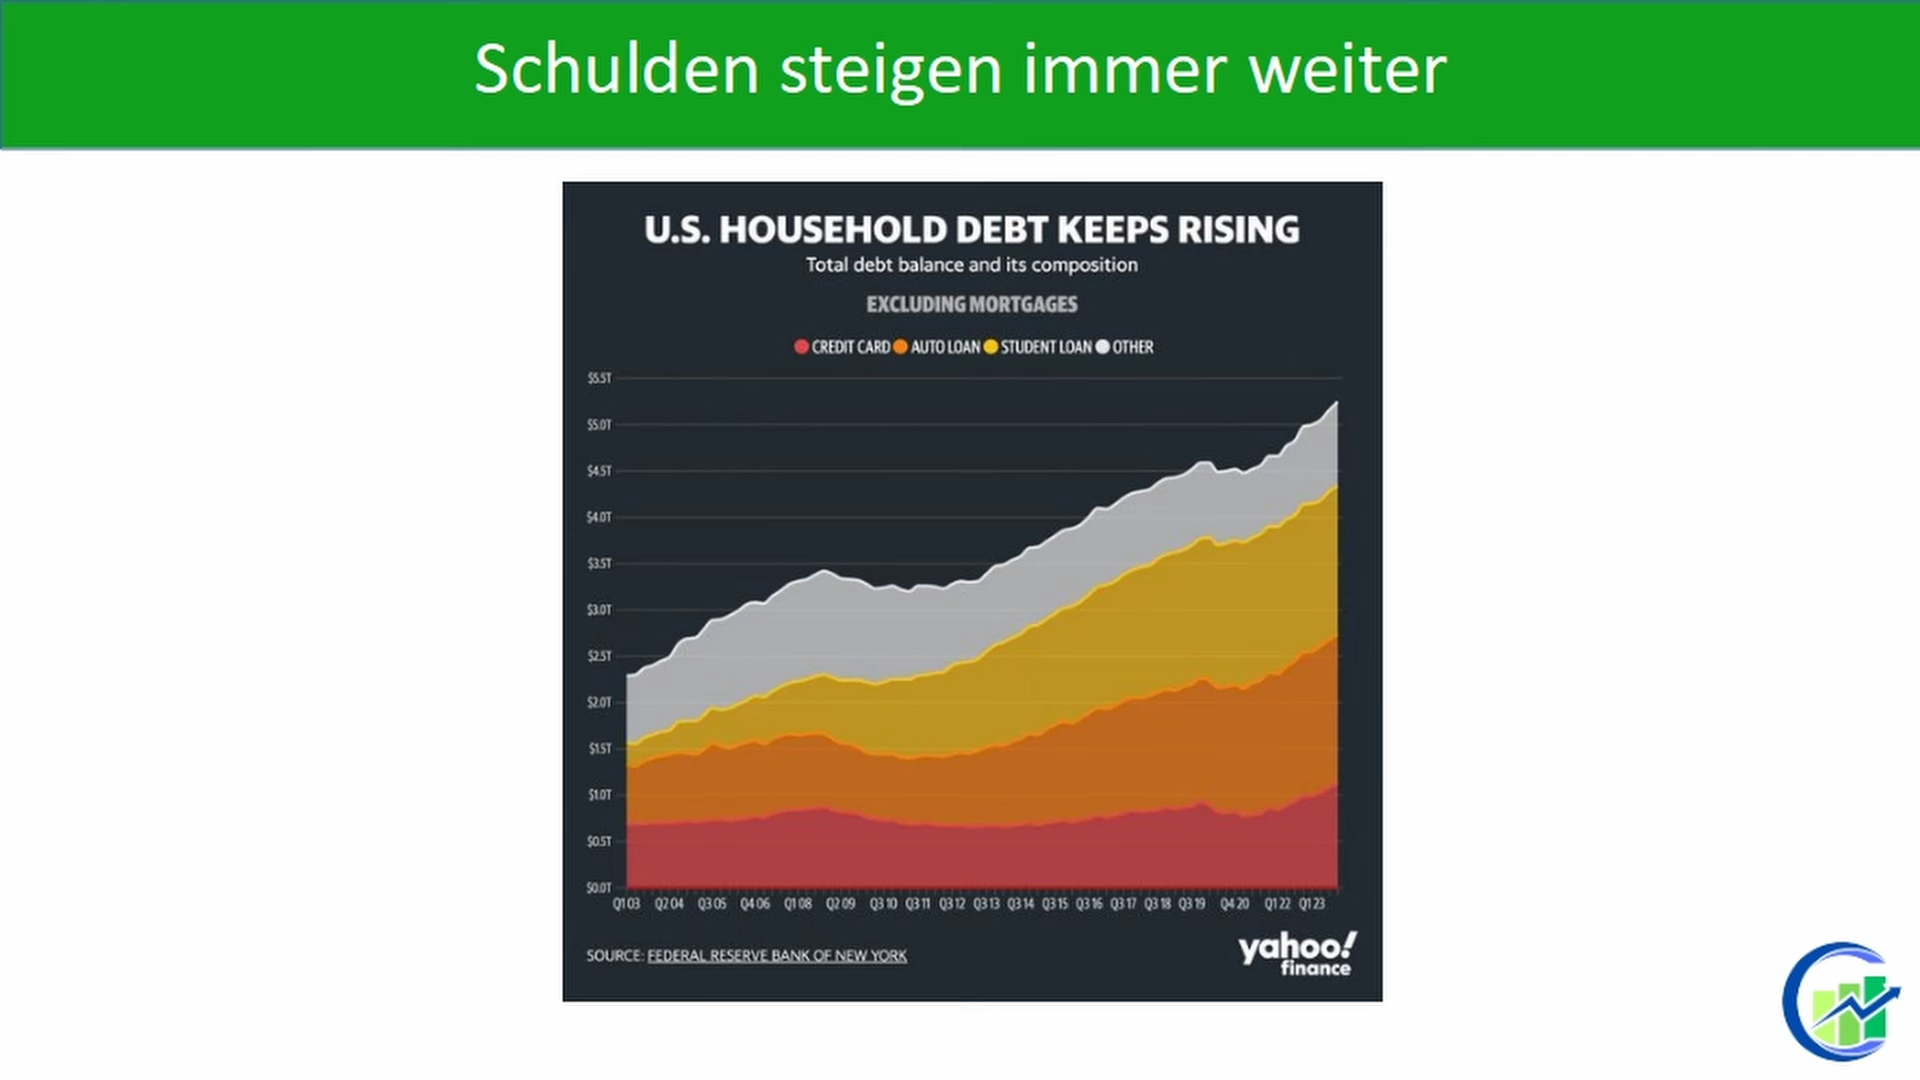 Schulden steigen immer weiter
U.S. HOUSEHOLD DEBT KEEPS RISING
Total debt balance and its composition
EXCLUDING MORTGAGES
CREDIT CARD AUTO LOAN STUDENT LOAN OTHER
$5.5T
$5.0T
$4.5T
$4.0T
$3.5T
$3.0T
$2.5T
$2.0T
$1.5T
$1.0T
$0.5T
$0.0T
Q1 03 Q2 04 Q3 05 Q4 06 Q1 08 Q2 09 Q3 10 Q3 11 Q3 12 Q3 13 Q3 14 Q3 15 Q3 16 Q3 17 Q3 18 Q3 19 Q4 20 Q1 22 Q1 23
SOURCE: FEDERAL RESERVE BANK OF NEW YORK
yahoo!
finance